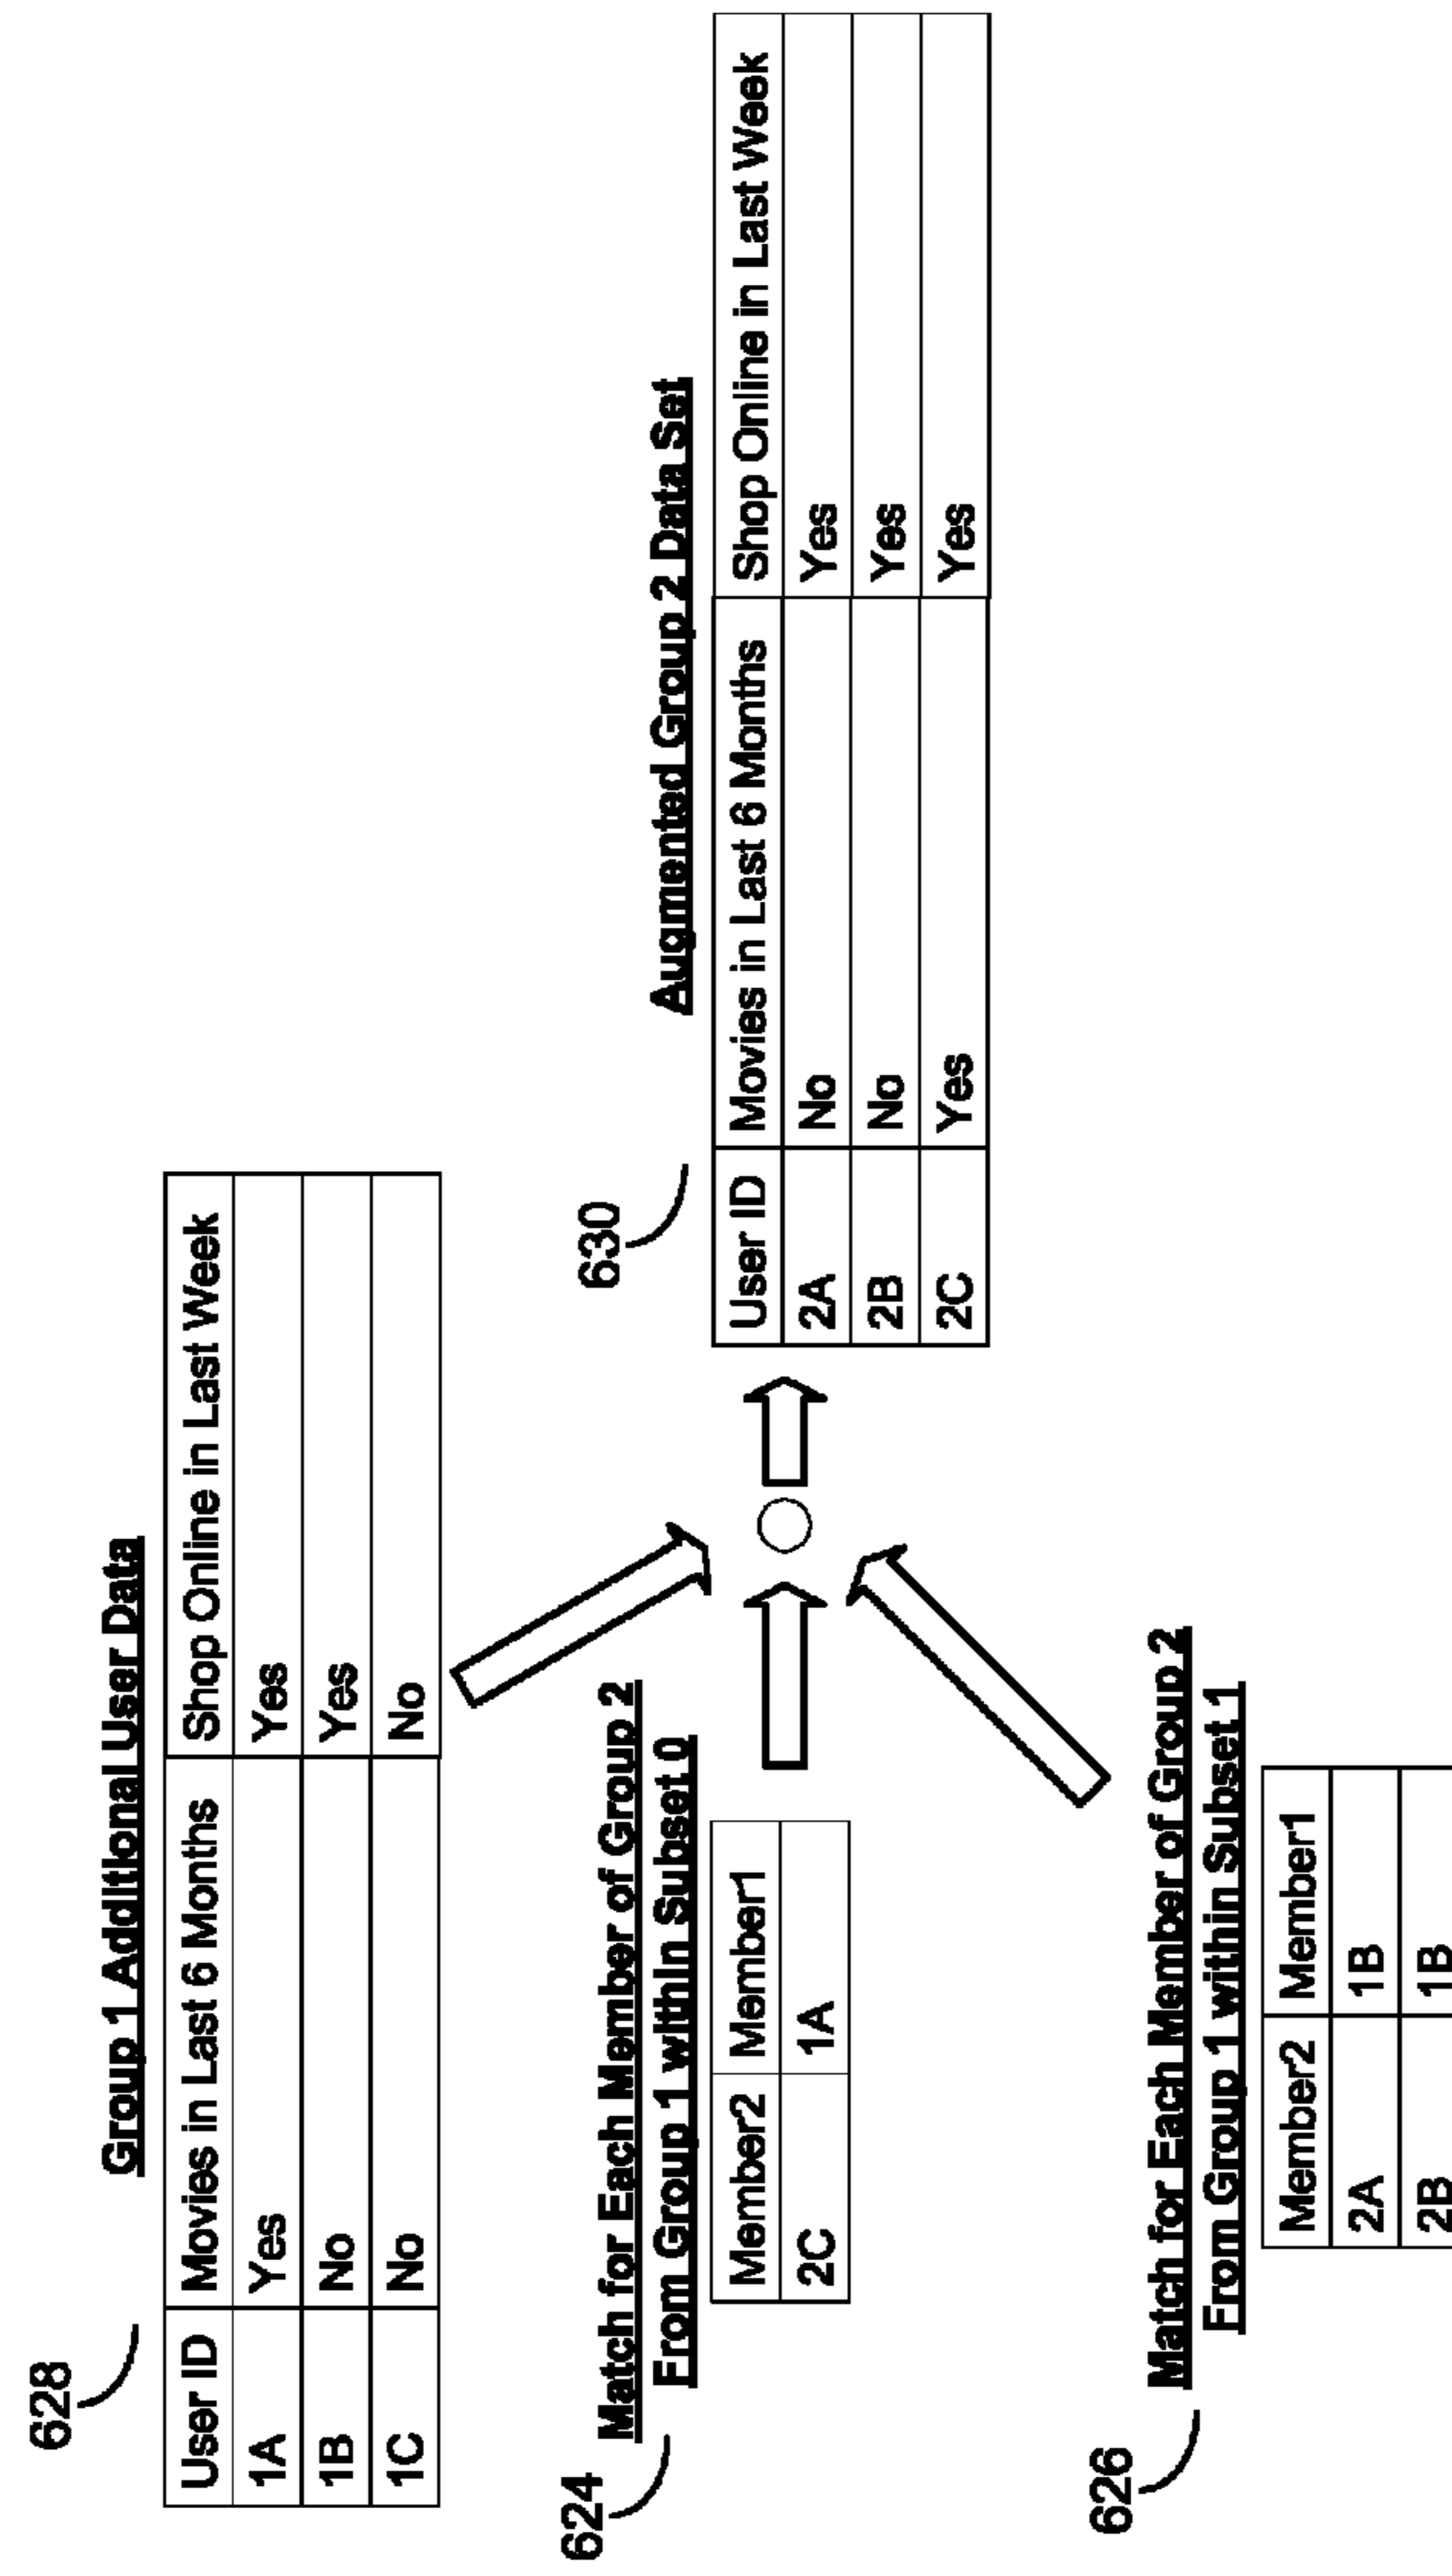 628
Group 1 Additional User Data
User ID Movies in Last 6 Months Shop Online in Last Week
1A Yes Yes
1B No Yes
1C No No
624
Match for Each Member of Group 2
From Group 1 within Subset 0
Member2 Member1
2C 1A
630
Augmented Group 2 Data Set
User ID Movies in Last 6 Months Shop Online in Last Week
2A No Yes
2B No Yes
2C Yes Yes
626
Match for Each Member of Group 2
From Group 1 within Subset 1
Member2 Member1
2A 1B
2B 1B